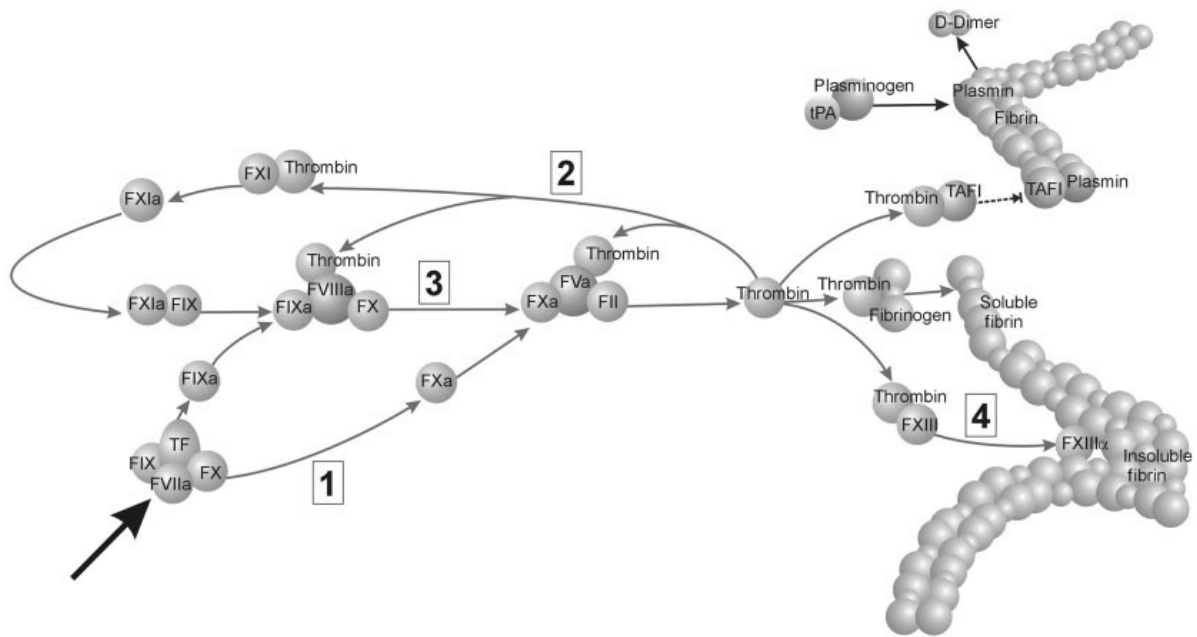 D-Dimer
Plasminogen
tPA
Plasmin
Fibrin
2
FXI
Thrombin
FXIa
Thrombin
TAFI
TAFI
Plasmin
Thrombin
FVIIIa
FIXa
FX
3
Thrombin
FVa
FXa
FII
Thrombin
Thrombin
Fibrinogen
Soluble
fibrin
FXIa
FIX
FIXa
FXa
Thrombin
FXIII
4
FXIIIα
Insoluble
fibrin
TF
FIX
FVIIa
FX
1